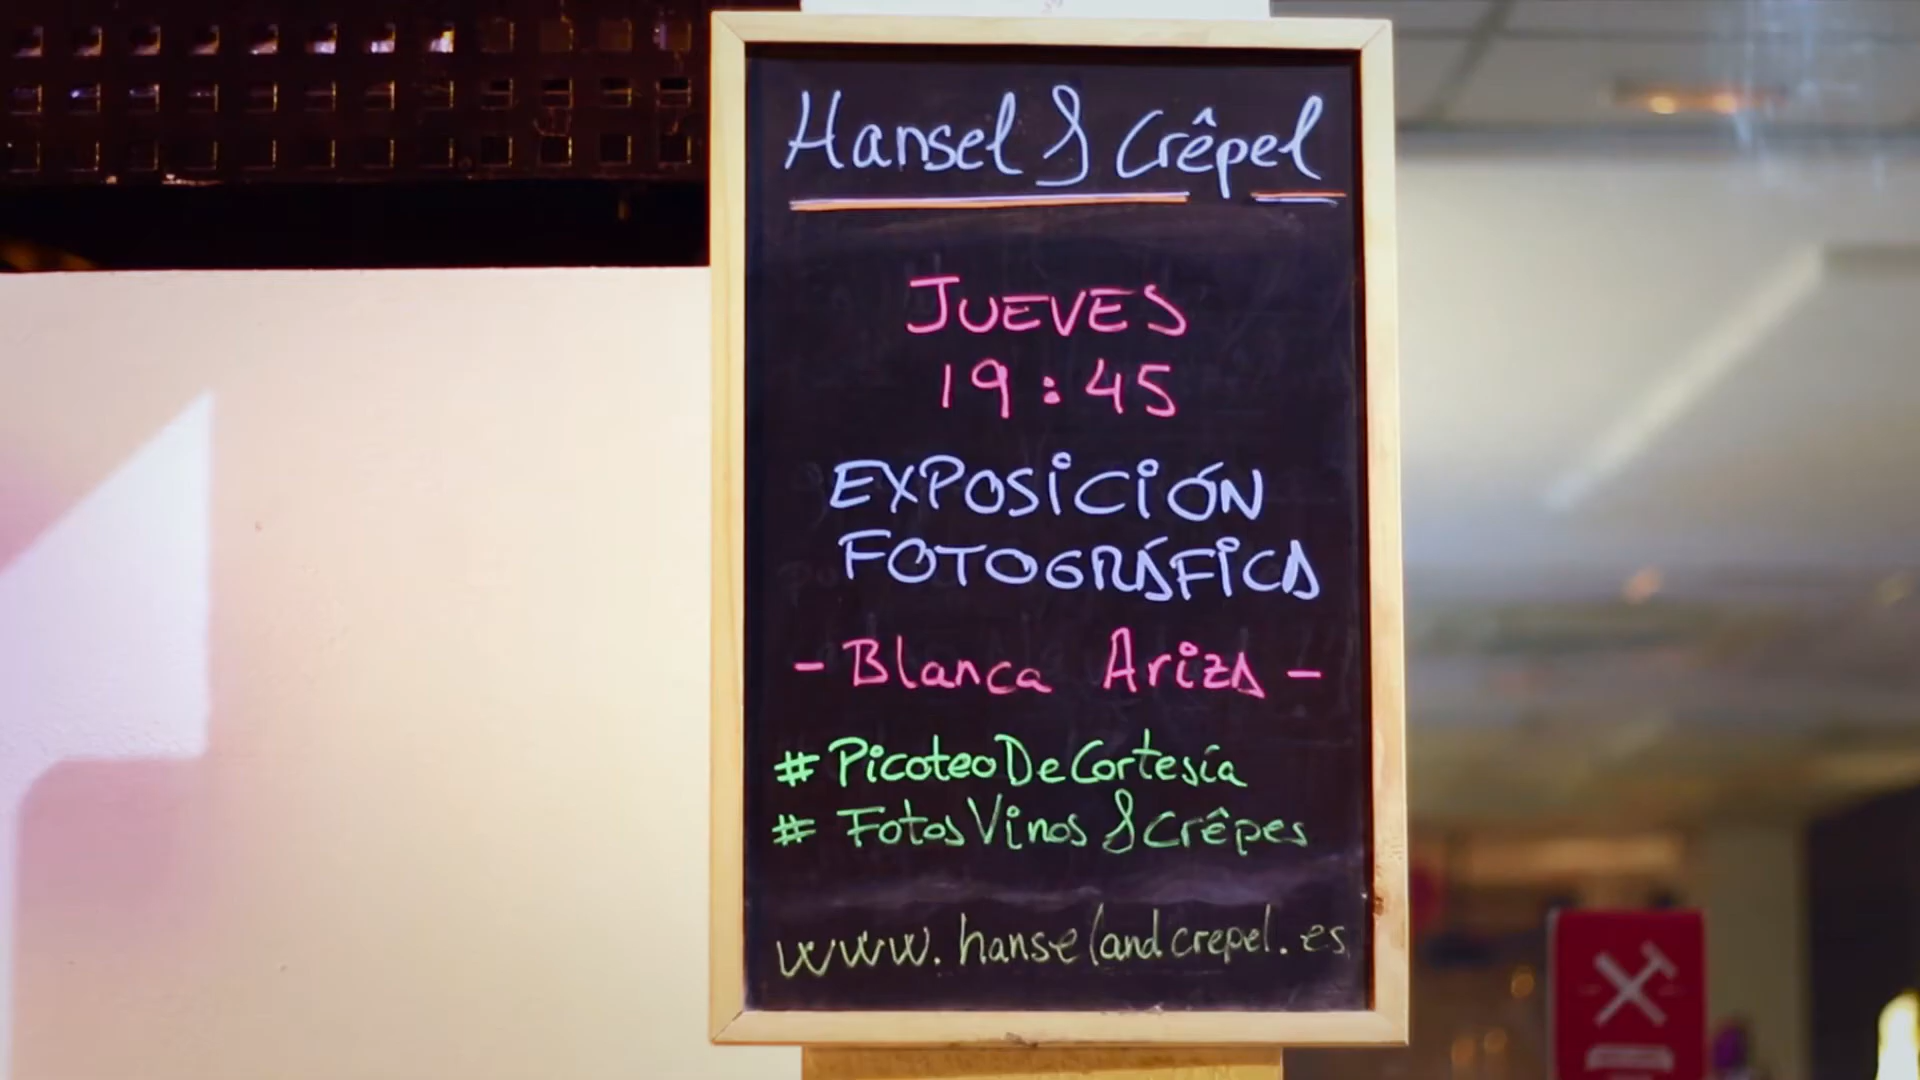 Hansel & Crêpel
JUEVES
19:45
EXPOSICIÓN
FOTOGRÁFICA
- Blanca Ariza -
# PicoteoDeCortesía
# FotosVinos&Crêpes
www.hanselandcrepel.es